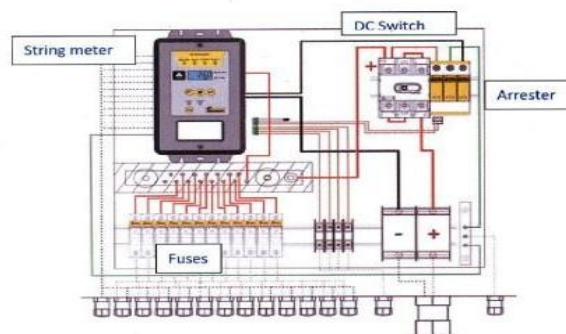 DC Switch
String meter
+
Arrester
- +
Fuses